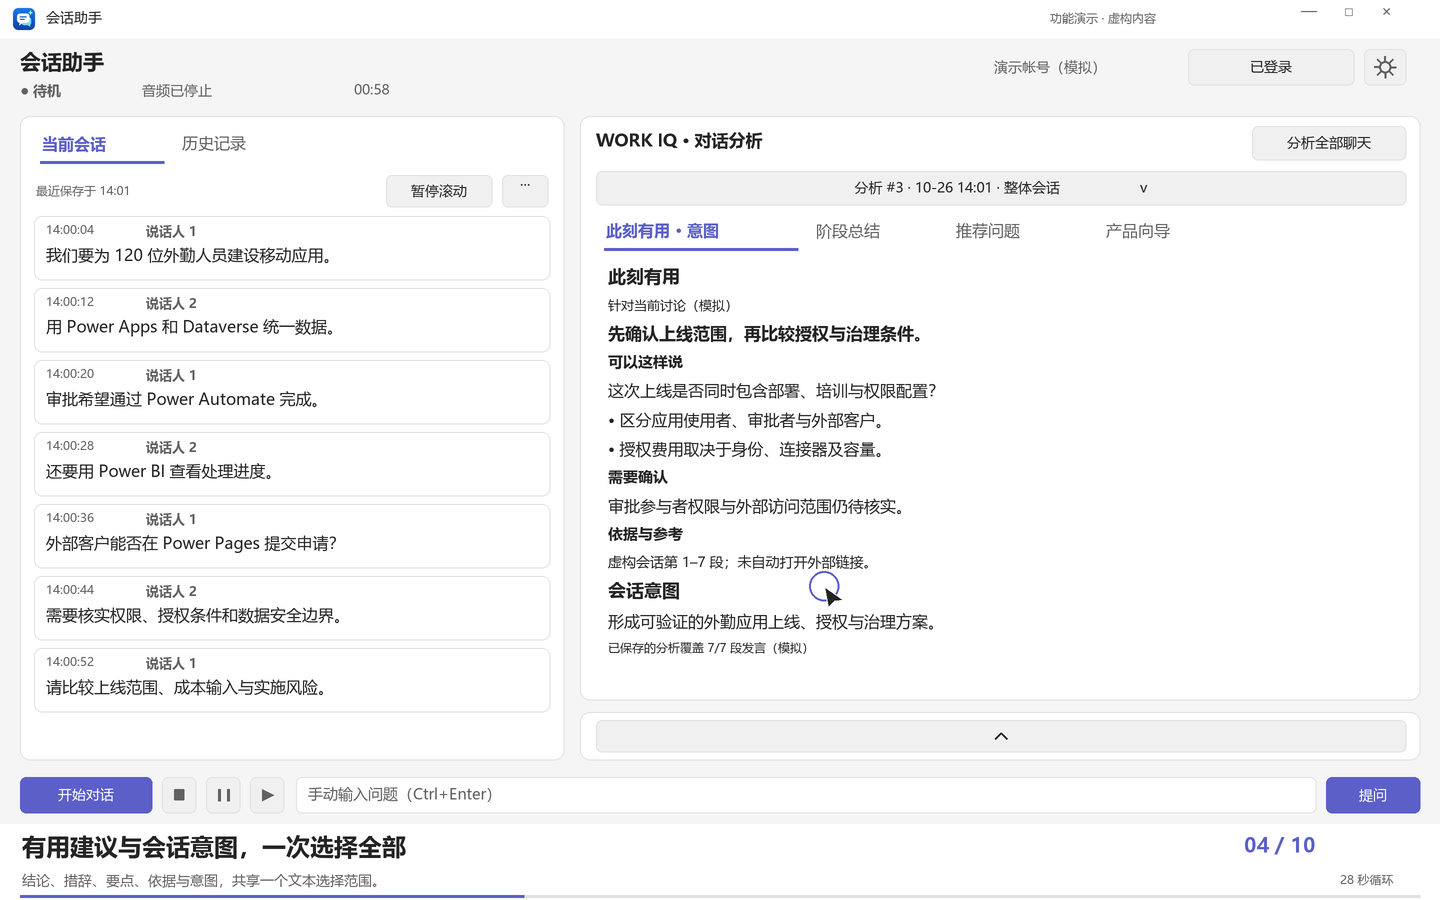 会话助手
功能演示 · 虚构内容
会话助手
演示帐号（模拟）
已登录
● 待机
音频已停止
00:58
当前会话
历史记录
最近保存于 14:01
暂停滚动
...
14:00:04 说话人 1
我们要为 120 位外勤人员建设移动应用。
14:00:12 说话人 2
用 Power Apps 和 Dataverse 统一数据。
14:00:20 说话人 1
审批希望通过 Power Automate 完成。
14:00:28 说话人 2
还要用 Power BI 查看处理进度。
14:00:36 说话人 1
外部客户能否在 Power Pages 提交申请？
14:00:44 说话人 2
需要核实权限、授权条件和数据安全边界。
14:00:52 说话人 1
请比较上线范围、成本输入与实施风险。
WORK IQ • 对话分析
分析全部聊天
分析 #3 · 10-26 14:01 · 整体会话 v
此刻有用 • 意图
阶段总结
推荐问题
产品向导
此刻有用
针对当前讨论（模拟）
先确认上线范围，再比较授权与治理条件。
可以这样说
这次上线是否同时包含部署、培训与权限配置？
• 区分应用使用者、审批者与外部客户。
• 授权费用取决于身份、连接器及容量。
需要确认
审批参与者权限与外部访问范围仍待核实。
依据与参考
虚构会话第 1–7 段；未自动打开外部链接。
会话意图
形成可验证的外勤应用上线、授权与治理方案。
已保存的分析覆盖 7/7 段发言（模拟）
开始对话
手动输入问题（Ctrl+Enter）
提问
有用建议与会话意图，一次选择全部
04 / 10
结论、措辞、要点、依据与意图，共享一个文本选择范围。
28 秒循环